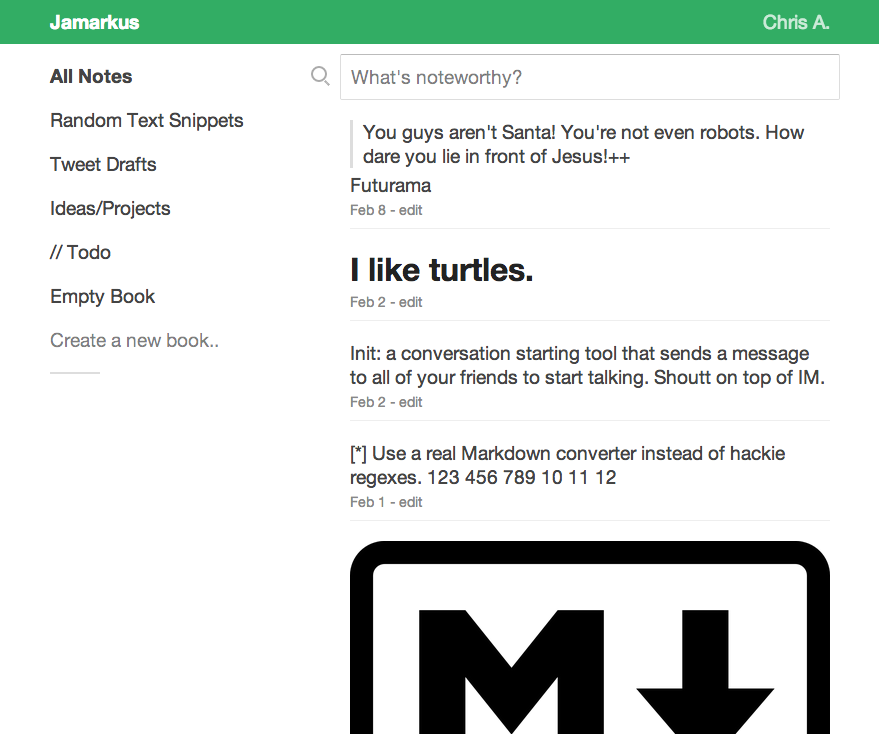 Jamarkus
Chris A.
All Notes
Random Text Snippets
Tweet Drafts
Ideas/Projects
// Todo
Empty Book
Create a new book..
What's noteworthy?
You guys aren't Santa! You're not even robots. How
dare you lie in front of Jesus!++
Futurama
Feb 8 - edit
I like turtles.
Feb 2 - edit
Init: a conversation starting tool that sends a message
to all of your friends to start talking. Shoutt on top of IM.
Feb 2 - edit
[*] Use a real Markdown converter instead of hackie
regexes. 123 456 789 10 11 12
Feb 1 - edit
M